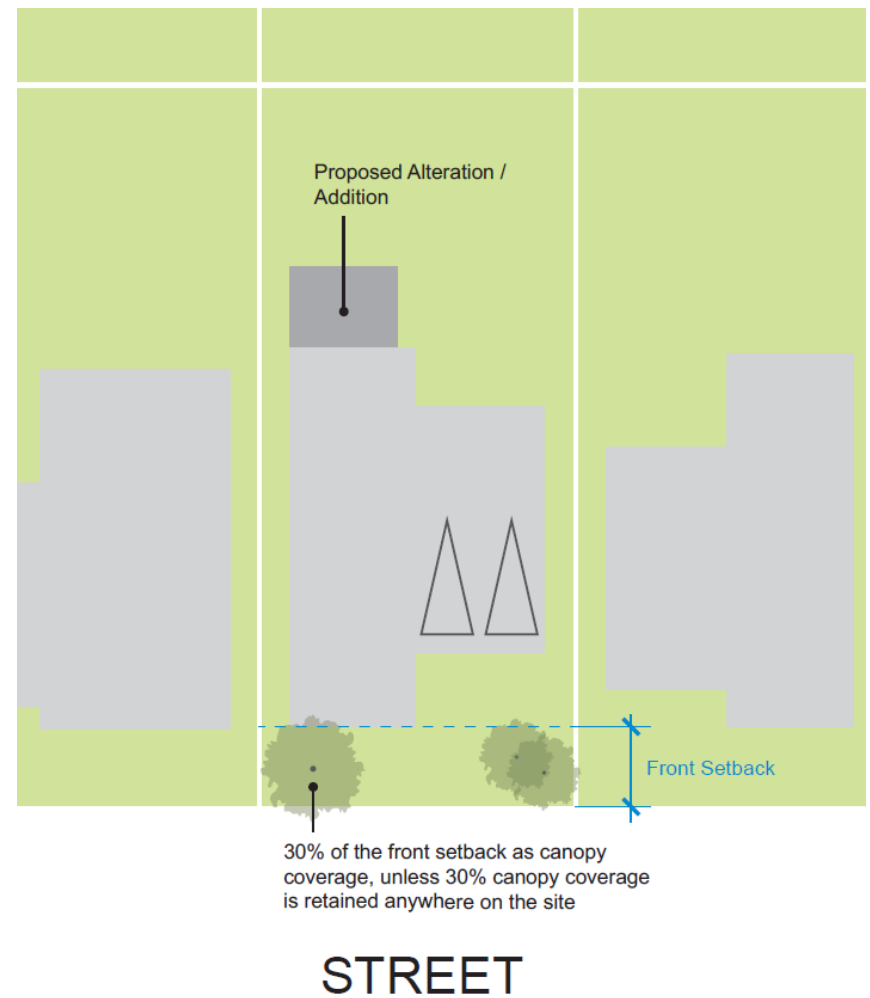 Proposed Alteration /
Addition
Front Setback
30% of the front setback as canopy
coverage, unless 30% canopy coverage
is retained anywhere on the site
STREET